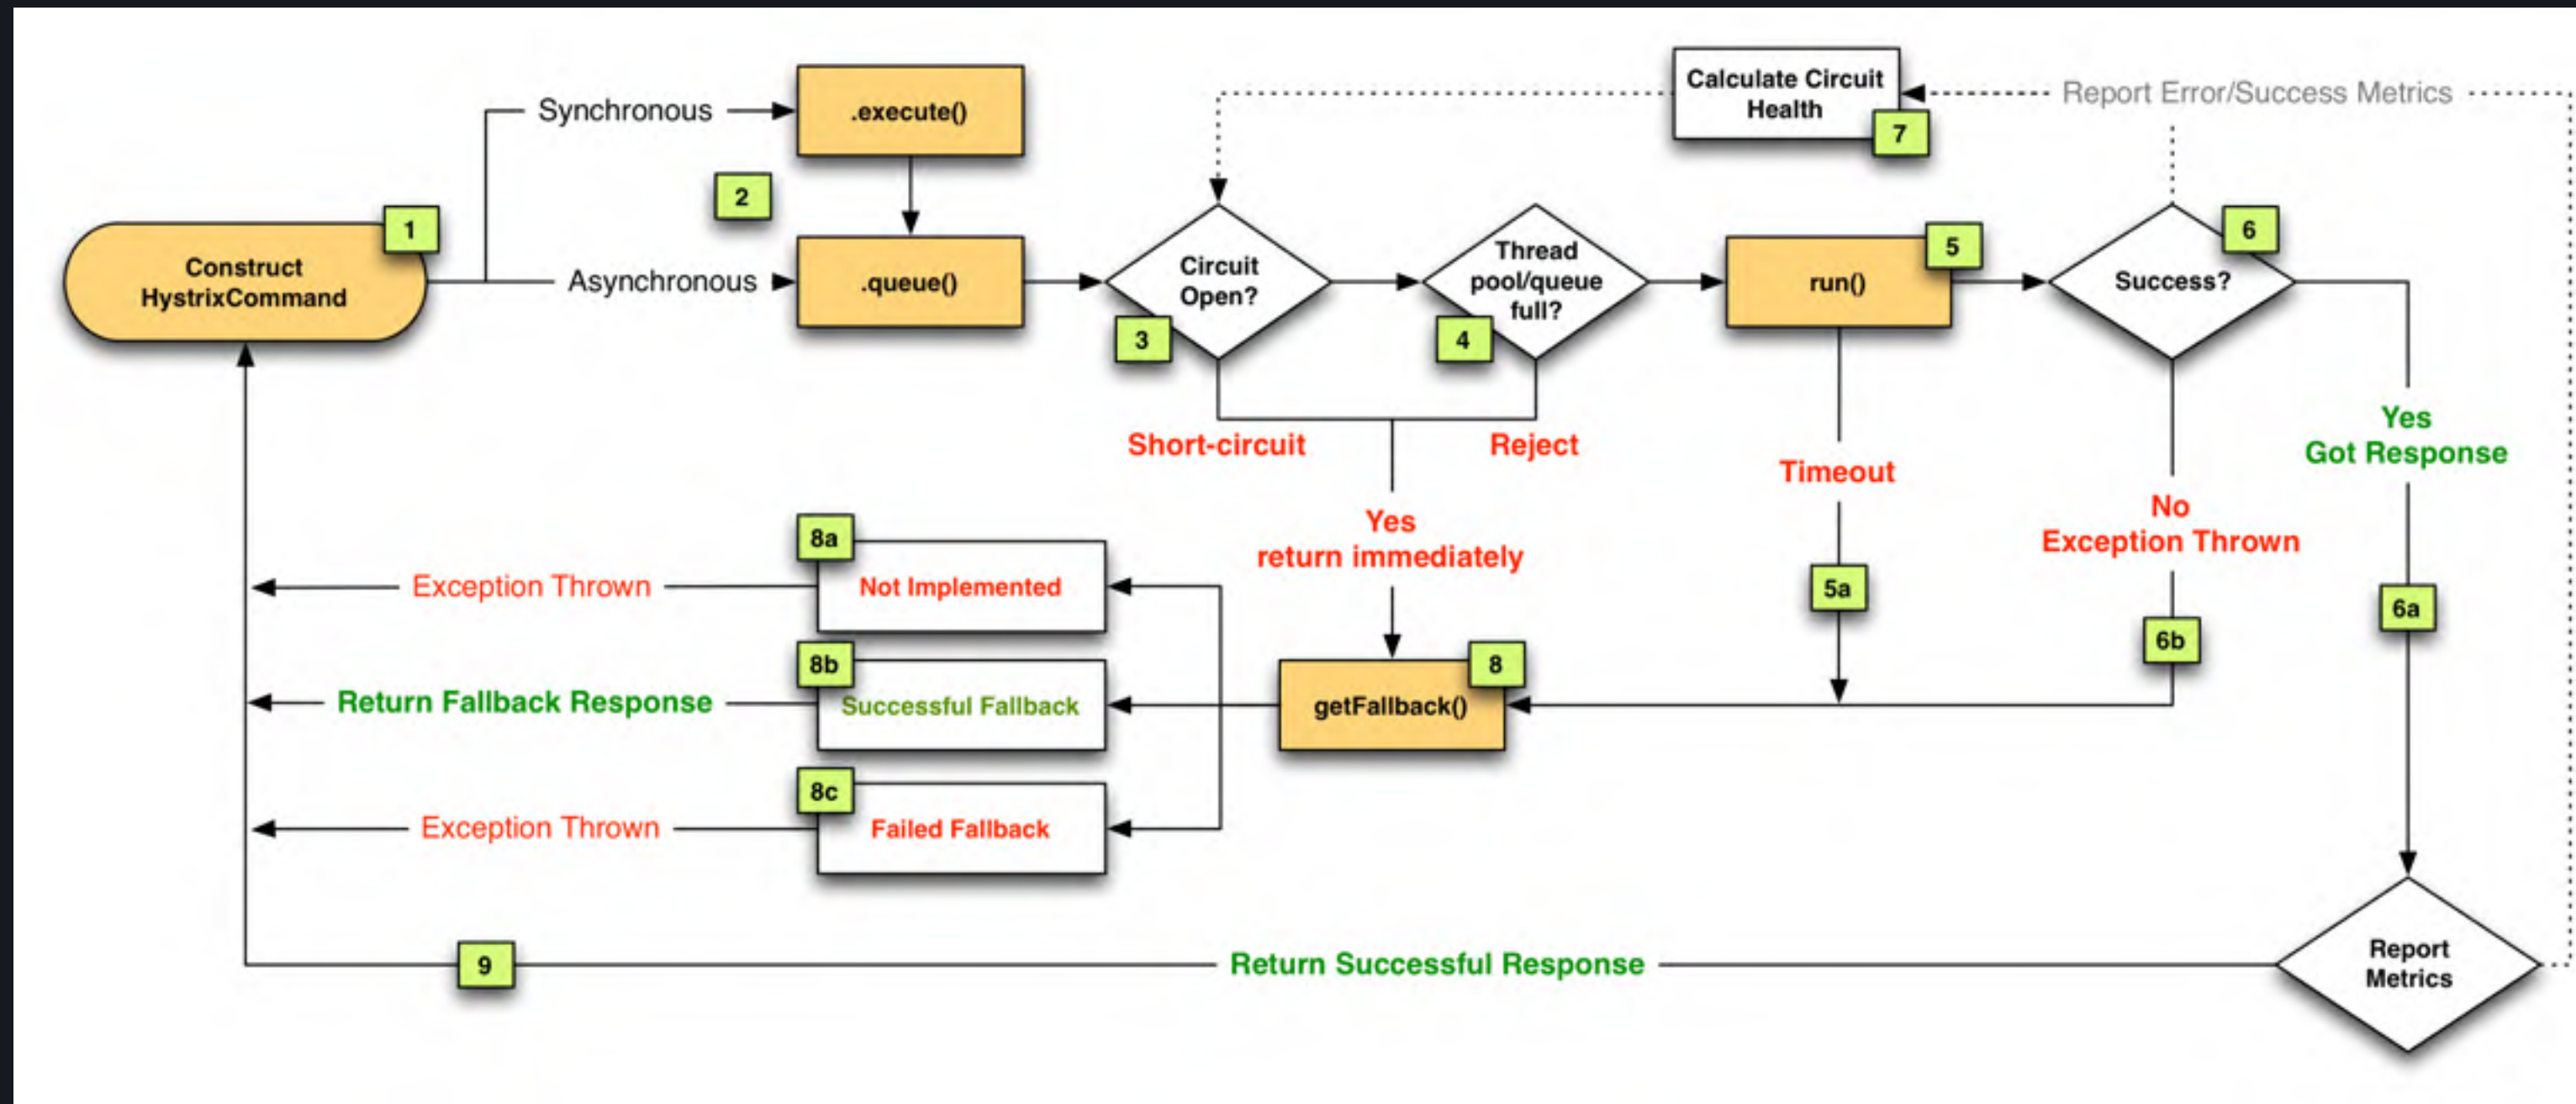 Calculate Circuit
Health
7
Report Error/Success Metrics
Synchronous
.execute()
2
1
Construct
HystrixCommand
Asynchronous
.queue()
Circuit
Open?
3
Thread
pool/queue
full?
4
run()
5
Success?
6
Short-circuit
Reject
Yes
return immediately
Timeout
5a
No
Exception Thrown
6b
Yes
Got Response
6a
8a
Exception Thrown
Not Implemented
8b
Return Fallback Response
Successful Fallback
getFallback()
8
8c
Exception Thrown
Failed Fallback
9
Return Successful Response
Report
Metrics